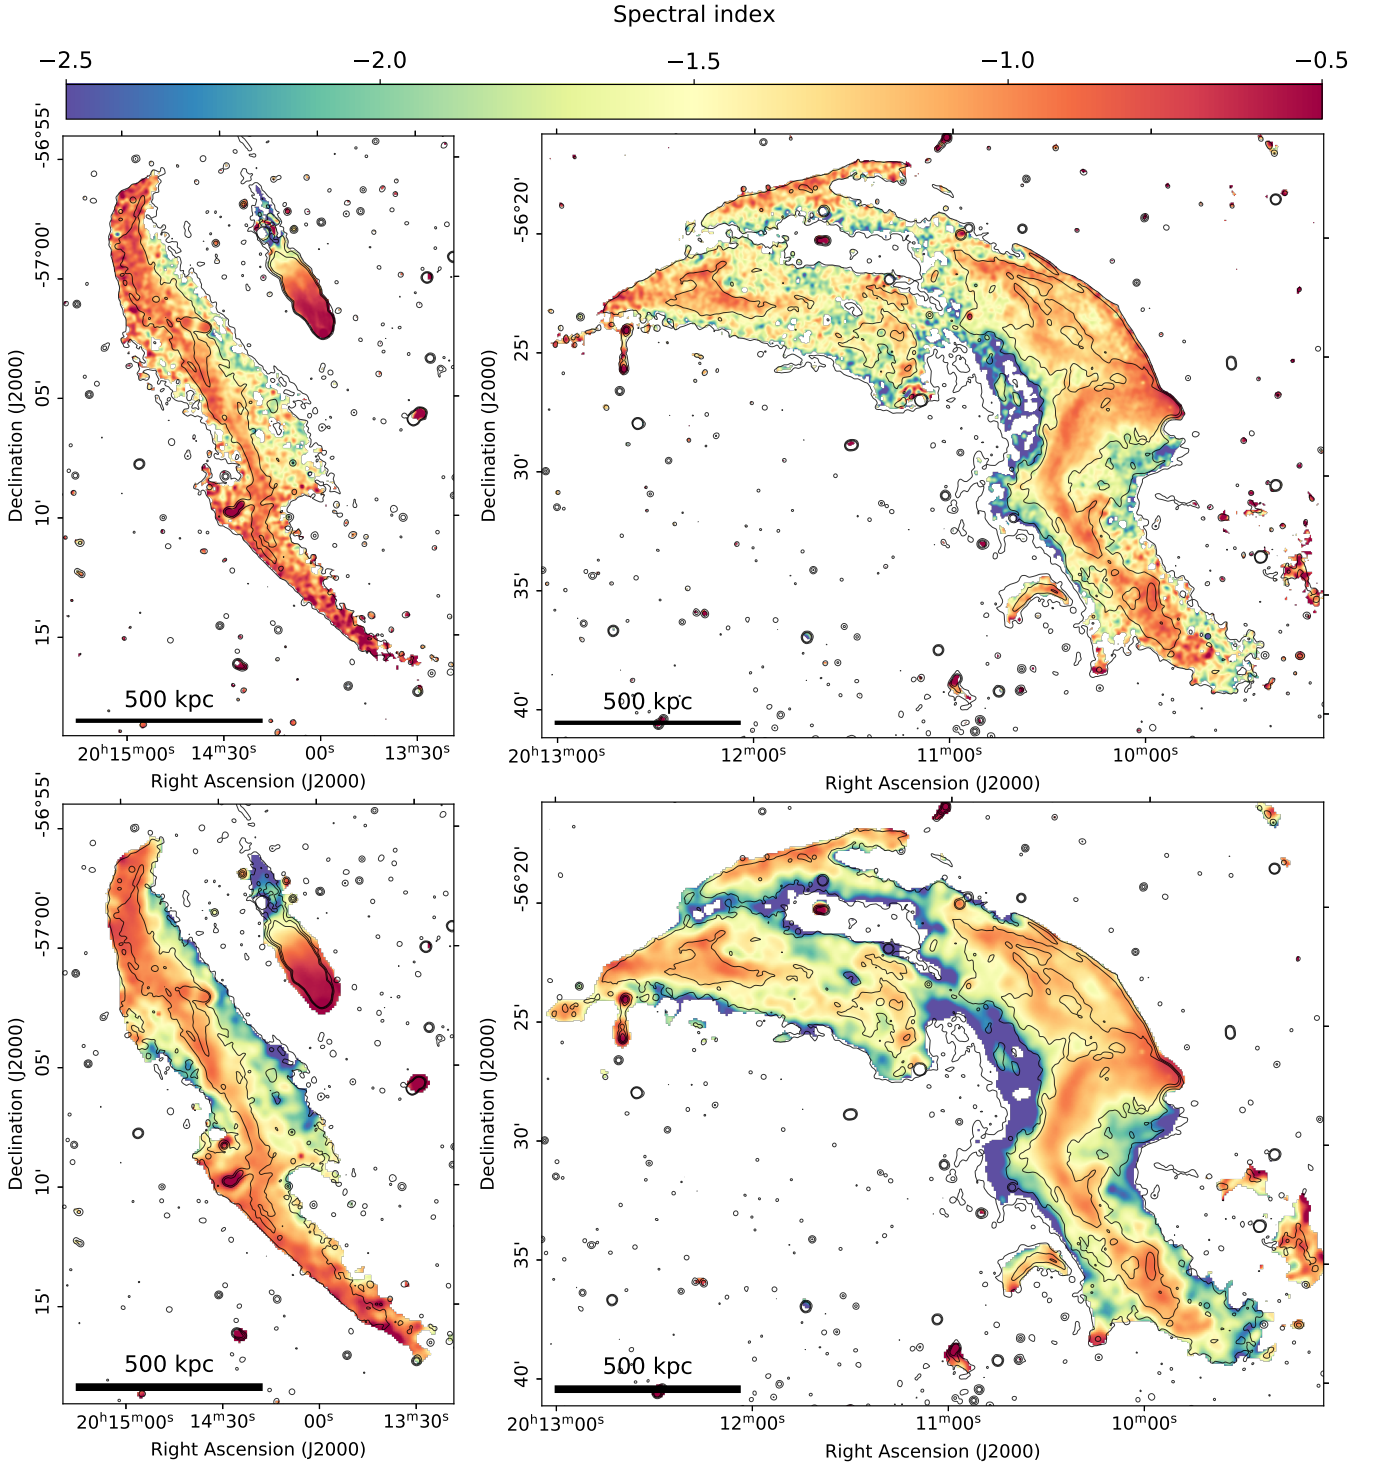 Spectral index
−2.5 −2.0 −1.5 −1.0 −0.5
-56°55'
-57°00'
05'
10'
15'
Declination (J2000)
500 kpc
20ʰ15ᵐ00ˢ 14ᵐ30ˢ 00ˢ 13ᵐ30ˢ
Right Ascension (J2000)
-56°20'
25'
30'
35'
40'
Declination (J2000)
500 kpc
20ʰ13ᵐ00ˢ 12ᵐ00ˢ 11ᵐ00ˢ 10ᵐ00ˢ
Right Ascension (J2000)
-56°55'
-57°00'
05'
10'
15'
Declination (J2000)
500 kpc
20ʰ15ᵐ00ˢ 14ᵐ30ˢ 00ˢ 13ᵐ30ˢ
Right Ascension (J2000)
-56°20'
25'
30'
35'
40'
Declination (J2000)
500 kpc
20ʰ13ᵐ00ˢ 12ᵐ00ˢ 11ᵐ00ˢ 10ᵐ00ˢ
Right Ascension (J2000)